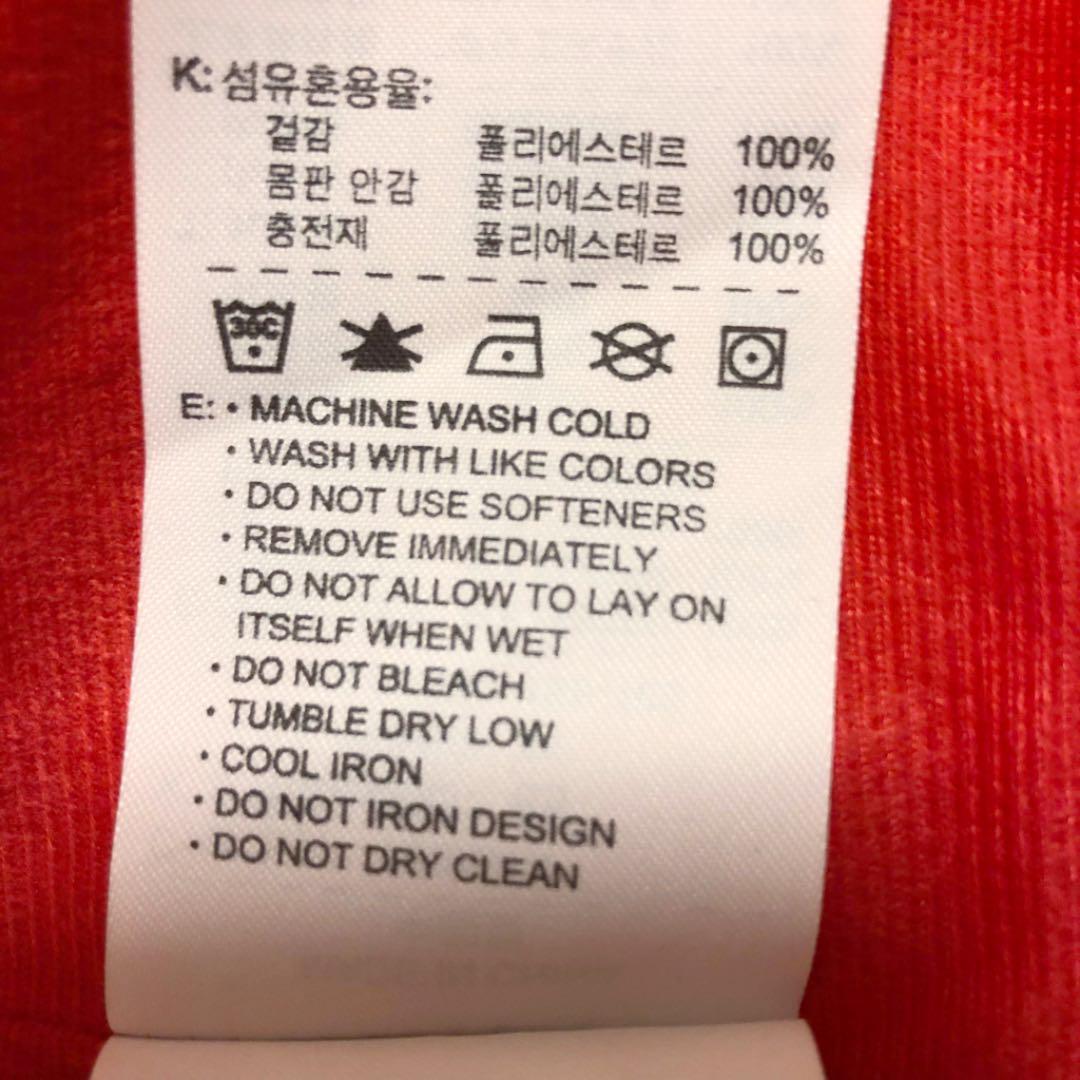 K: 섬유혼용율:
겉감 폴리에스테르 100%
몸판 안감 폴리에스테르 100%
충전재 폴리에스테르 100%
30C
E: • MACHINE WASH COLD
• WASH WITH LIKE COLORS
• DO NOT USE SOFTENERS
• REMOVE IMMEDIATELY
• DO NOT ALLOW TO LAY ON
ITSELF WHEN WET
• DO NOT BLEACH
• TUMBLE DRY LOW
• COOL IRON
• DO NOT IRON DESIGN
• DO NOT DRY CLEAN